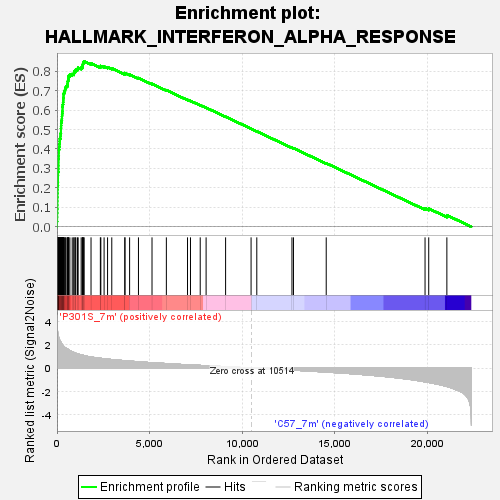 Enrichment plot:
HALLMARK_INTERFERON_ALPHA_RESPONSE
Enrichment score (ES)
0.8
0.7
0.6
0.5
0.4
0.3
0.2
0.1
0.0
Ranked list metric (Signal2Noise)
4
2
0
-2
-4
'P301S_7m' (positively correlated)
Zero cross at 10514
'C57_7m' (negatively correlated)
0 5,000 10,000 15,000 20,000
Rank in Ordered Dataset
Enrichment profile Hits Ranking metric scores